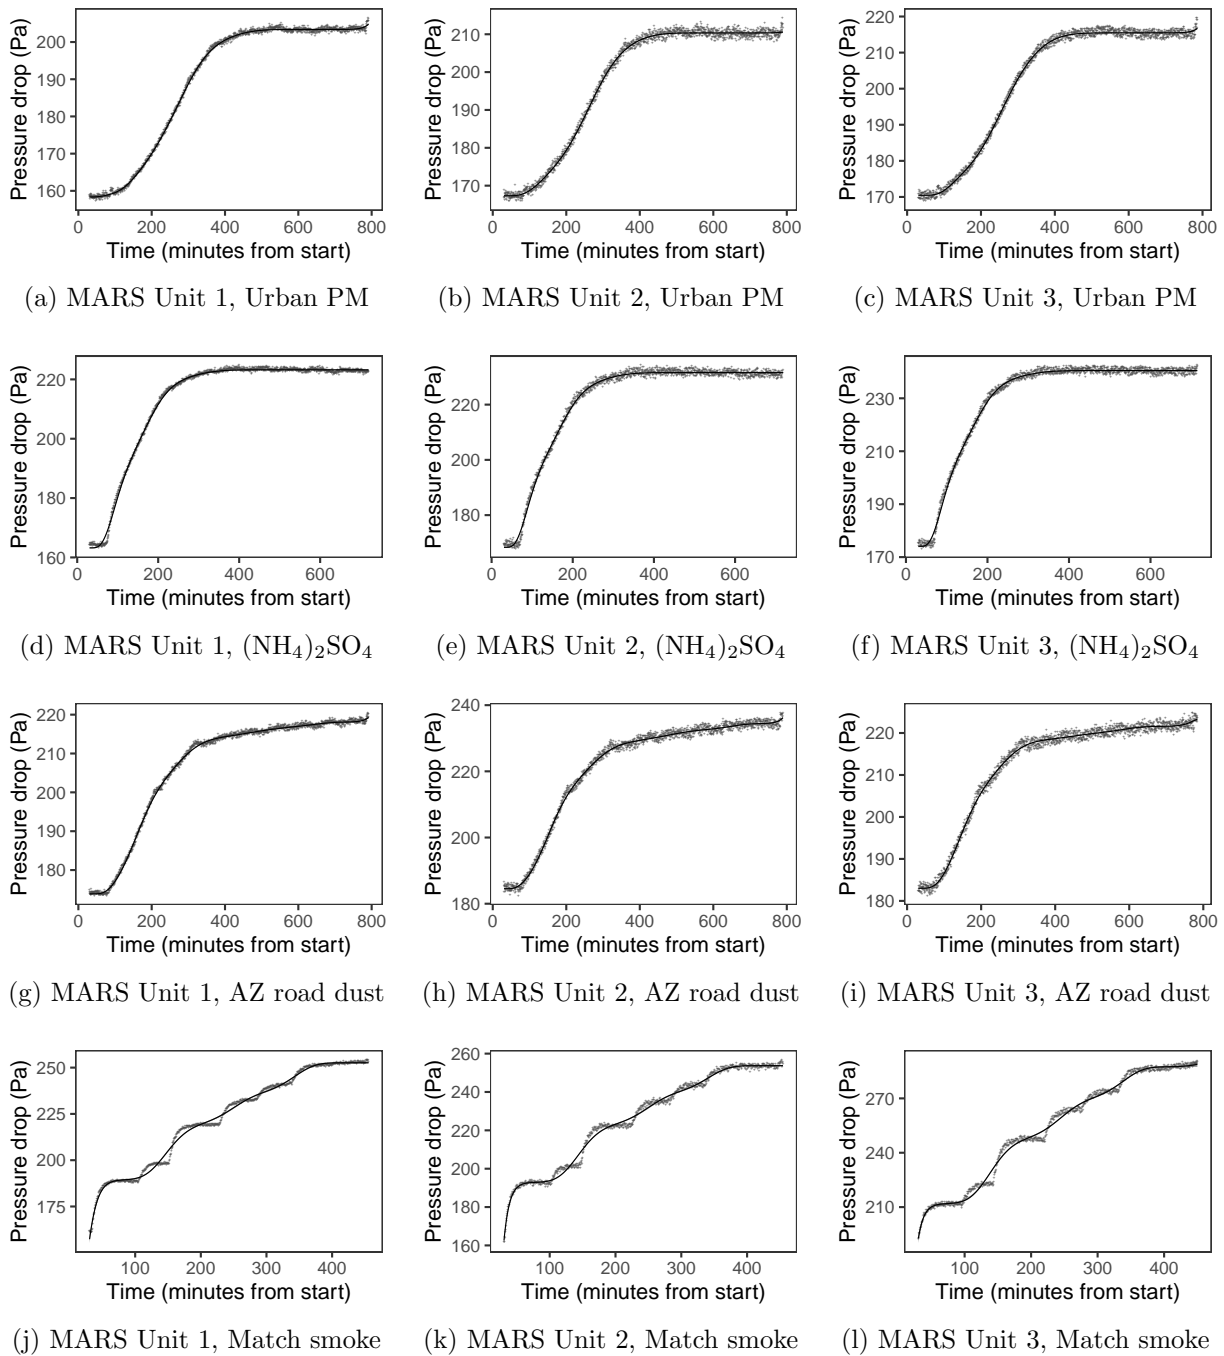 Pressure drop (Pa)
200
190
180
170
160
0 200 400 600 800
Time (minutes from start)
(a) MARS Unit 1, Urban PM
Pressure drop (Pa)
210
200
190
180
170
0 200 400 600 800
Time (minutes from start)
(b) MARS Unit 2, Urban PM
Pressure drop (Pa)
220
210
200
190
180
170
0 200 400 600 800
Time (minutes from start)
(c) MARS Unit 3, Urban PM
Pressure drop (Pa)
220
200
180
160
0 200 400 600
Time (minutes from start)
(d) MARS Unit 1, (NH₄)₂SO₄
Pressure drop (Pa)
220
200
180
0 200 400 600
Time (minutes from start)
(e) MARS Unit 2, (NH₄)₂SO₄
Pressure drop (Pa)
230
210
190
170
0 200 400 600
Time (minutes from start)
(f) MARS Unit 3, (NH₄)₂SO₄
Pressure drop (Pa)
220
210
200
190
180
0 200 400 600 800
Time (minutes from start)
(g) MARS Unit 1, AZ road dust
Pressure drop (Pa)
240
220
200
180
0 200 400 600 800
Time (minutes from start)
(h) MARS Unit 2, AZ road dust
Pressure drop (Pa)
220
210
200
190
180
0 200 400 600 800
Time (minutes from start)
(i) MARS Unit 3, AZ road dust
Pressure drop (Pa)
250
225
200
175
100 200 300 400
Time (minutes from start)
(j) MARS Unit 1, Match smoke
Pressure drop (Pa)
260
240
220
200
180
160
100 200 300 400
Time (minutes from start)
(k) MARS Unit 2, Match smoke
Pressure drop (Pa)
270
240
210
100 200 300 400
Time (minutes from start)
(l) MARS Unit 3, Match smoke